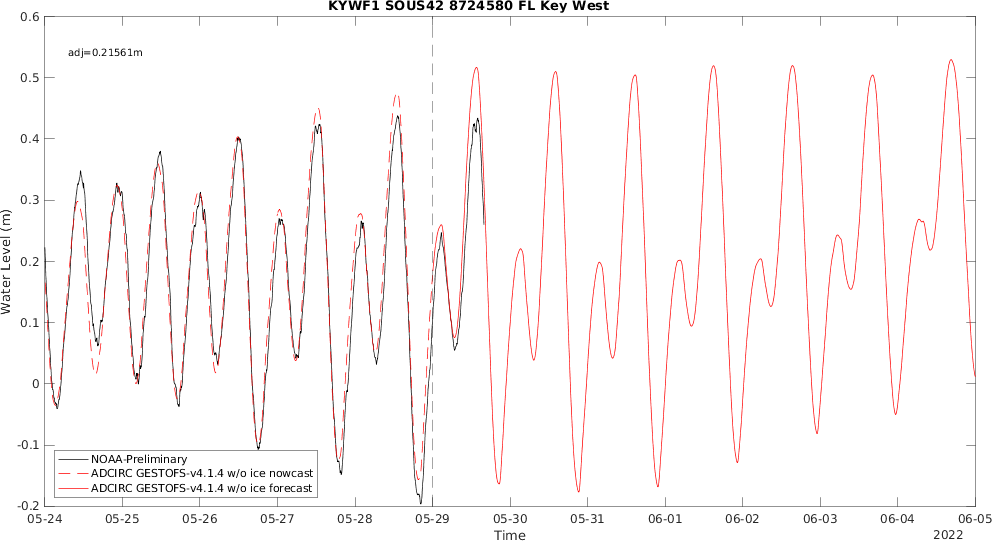 KYWF1 SOUS42 8724580 FL Key West
adj=0.21561m
Water Level (m)
0.6
0.5
0.4
0.3
0.2
0.1
0
-0.1
-0.2
NOAA-Preliminary
ADCIRC GESTOFS-v4.1.4 w/o ice nowcast
ADCIRC GESTOFS-v4.1.4 w/o ice forecast
05-24 05-25 05-26 05-27 05-28 05-29 05-30 05-31 06-01 06-02 06-03 06-04 06-05
Time
2022